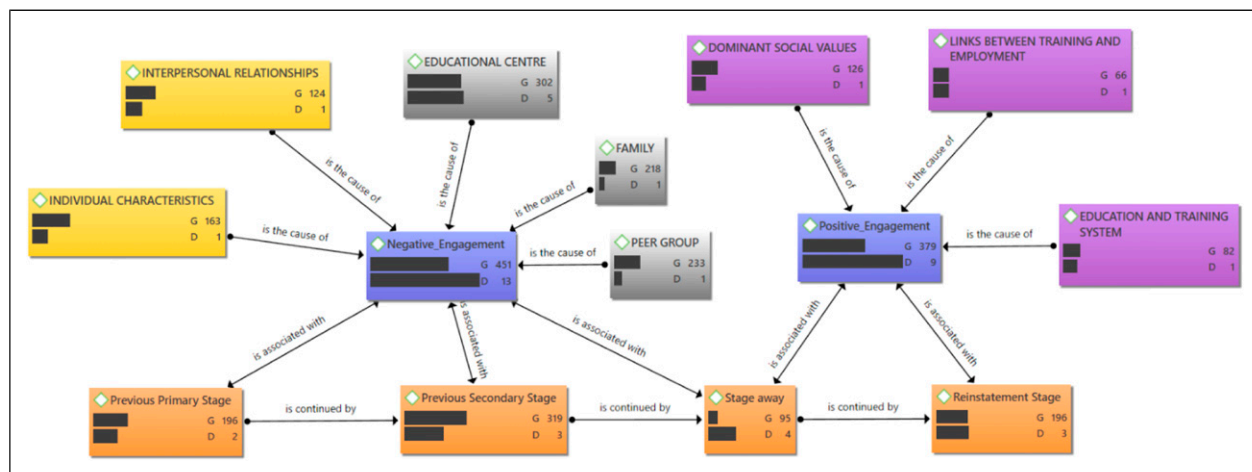 DOMINANT SOCIAL VALUES
G 126
D 1
LINKS BETWEEN TRAINING AND
EMPLOYMENT
G 66
D 1
INTERPERSONAL RELATIONSHIPS
G 124
D 1
EDUCATIONAL CENTRE
G 302
D 5
is the cause of
is the cause of
is the cause of
is the cause of
FAMILY
G 218
D 1
is the cause of
INDIVIDUAL CHARACTERISTICS
G 163
D 1
is the cause of
Negative_Engagement
G 451
D 13
is the cause of
PEER GROUP
G 233
D 1
Positive_Engagement
G 379
D 9
is the cause of
EDUCATION AND TRAINING
SYSTEM
G 82
D 1
is associated with
is associated with
is associated with
is associated with
is associated with
Previous Primary Stage
G 196
D 2
is continued by
Previous Secondary Stage
G 319
D 3
is continued by
Stage away
G 95
D 4
is continued by
Reinstatement Stage
G 196
D 3